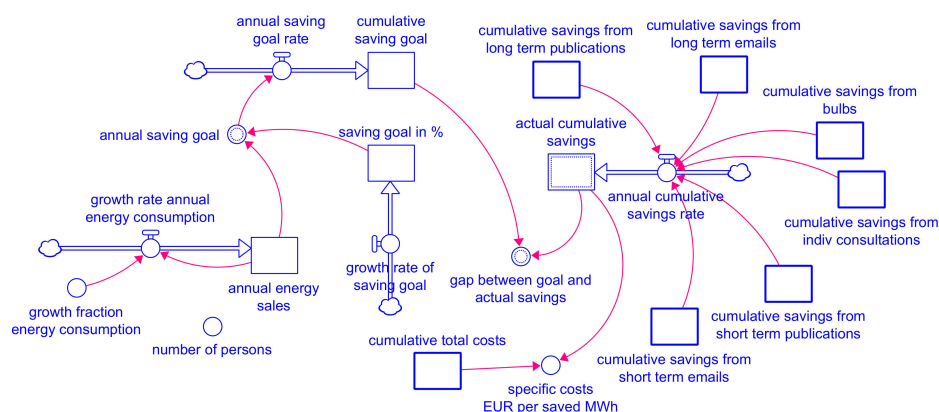 annual saving
goal rate
cumulative
saving goal
cumulative savings from
long term publications
cumulative savings from
long term emails
cumulative savings from
bulbs
annual saving goal
saving goal in %
actual cumulative
savings
annual cumulative
savings rate
growth rate annual
energy consumption
cumulative savings from
indiv consultations
growth rate of
saving goal
gap between goal and
actual savings
annual energy
sales
growth fraction
energy consumption
number of persons
cumulative savings from
short term publications
cumulative total costs
cumulative savings from
short term emails
specific costs
EUR per saved MWh